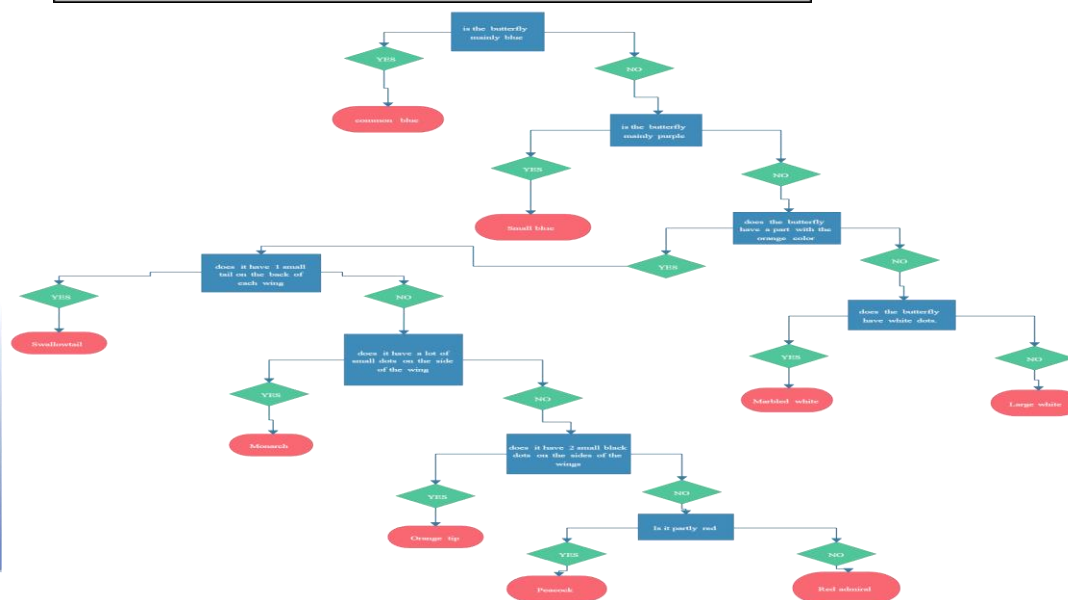 is the butterfly
mainly blue
YES
NO
common blue
is the butterfly
mainly purple
YES
NO
Small blue
does the butterfly
have a part with the
orange color
YES
NO
does it have 1 small
tail on the back of
each wing
YES
NO
Swallowtail
does the butterfly
have white dots.
YES
NO
Marbled white
Large white
does it have a lot of
small dots on the side
of the wing
YES
NO
Monarch
does it have 2 small black
dots on the sides of the
wings
YES
NO
Orange tip
Is it partly red
YES
NO
Peacock
Red admiral